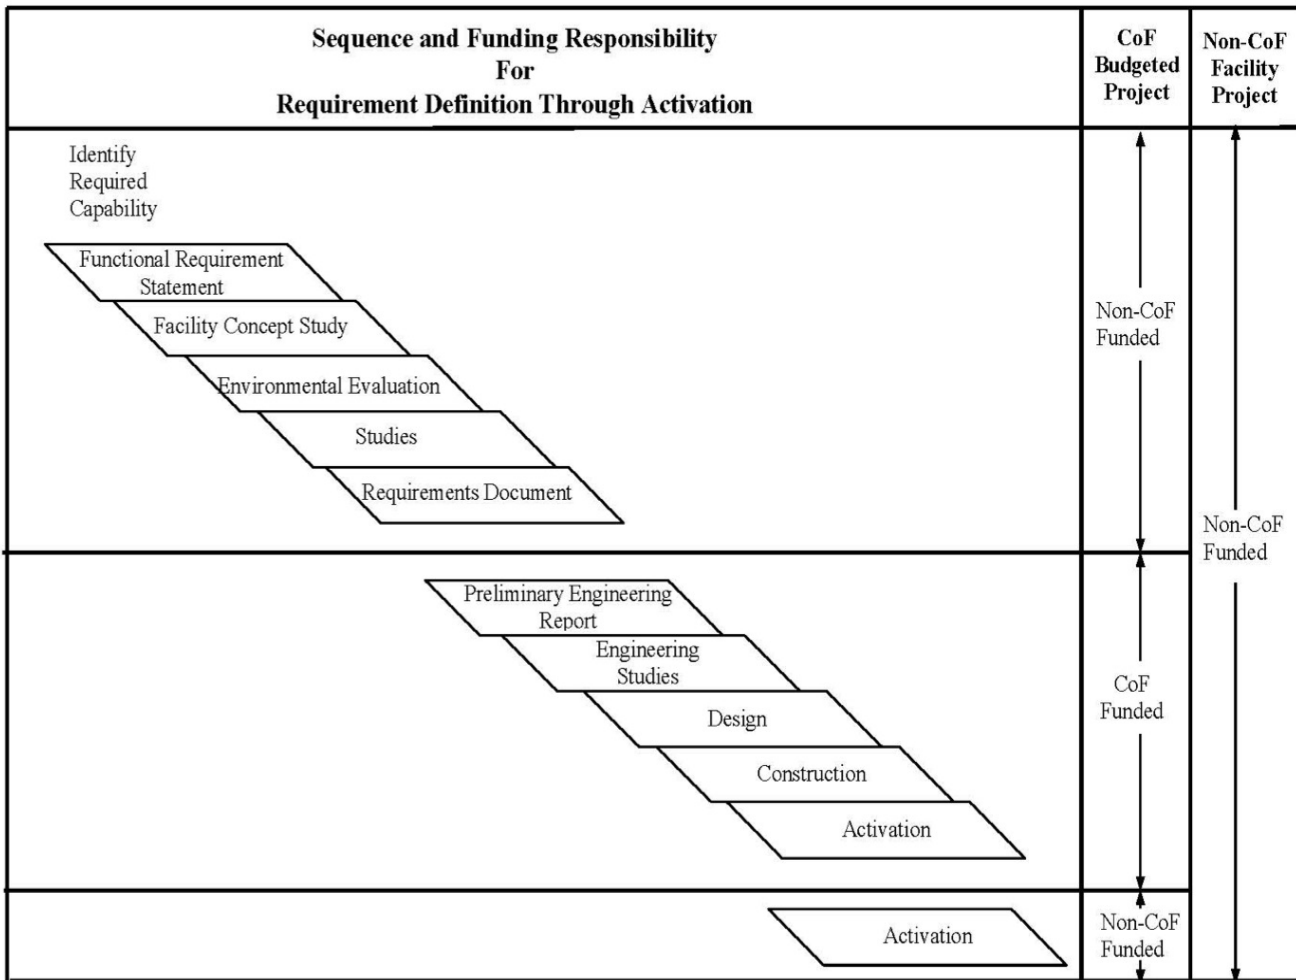 Sequence and Funding Responsibility
For
Requirement Definition Through Activation
CoF
Budgeted
Project
Non-CoF
Facility
Project
Identify
Required
Capability
Functional Requirement
Statement
Facility Concept Study
Environmental Evaluation
Studies
Requirements Document
Non-CoF
Funded
Non-CoF
Funded
Preliminary Engineering
Report
Engineering
Studies
Design
Construction
Activation
CoF
Funded
Activation
Non-CoF
Funded